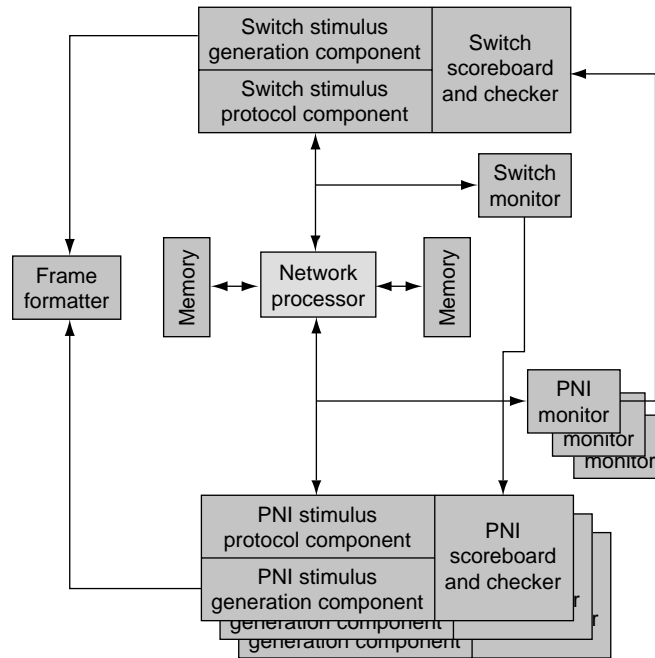 Switch stimulus
generation component
Switch stimulus
protocol component
Switch
scoreboard
and checker
Switch
monitor
Frame
formatter
Memory
Network
processor
Memory
PNI
monitor
monitor
monitor
PNI stimulus
protocol component
PNI stimulus
generation component
PNI
scoreboard
and checker
generation component
generation component